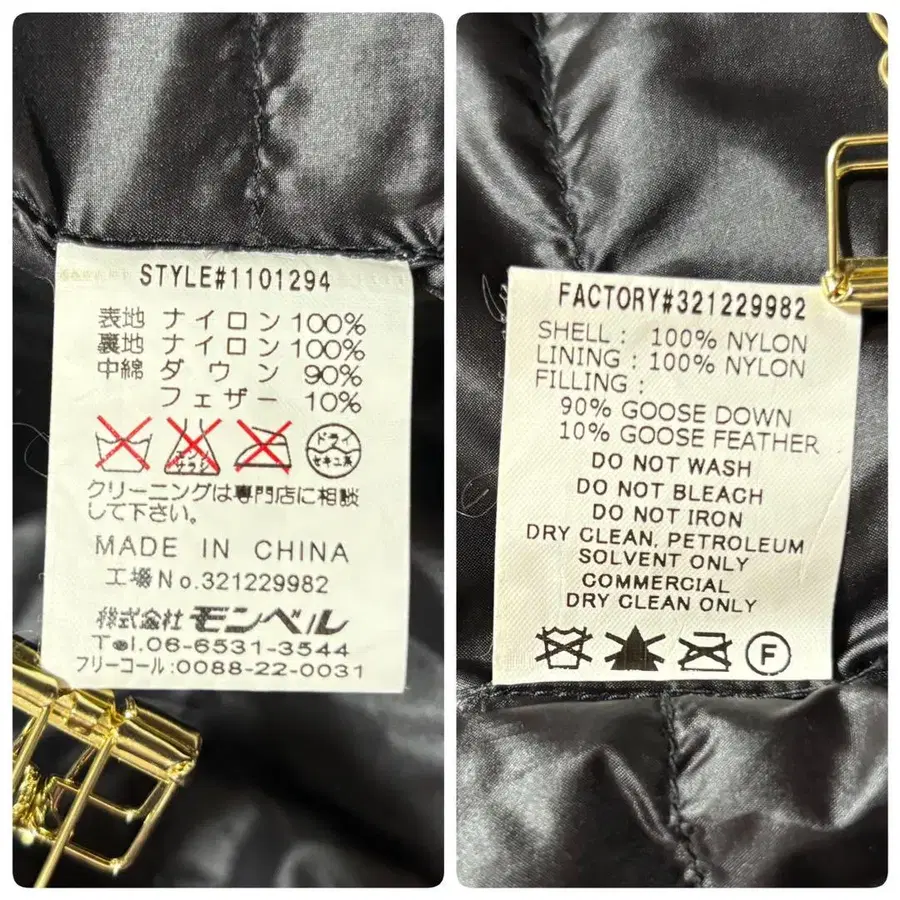 STYLE#1101294
表地 ナイロン 100%
裏地 ナイロン 100%
中綿 ダウン 90%
フェザー 10%
エンソ
サラシ
ドライ
セキユ系
クリーニングは専門店に相談
して下さい。
MADE IN CHINA
工場No.321229982
株式会社 モンベル
Tel.06-6531-3544
フリーコール:0088-22-0031
FACTORY#321229982
SHELL : 100% NYLON
LINING : 100% NYLON
FILLING :
90% GOOSE DOWN
10% GOOSE FEATHER
DO NOT WASH
DO NOT BLEACH
DO NOT IRON
DRY CLEAN, PETROLEUM
SOLVENT ONLY
COMMERCIAL
DRY CLEAN ONLY
F